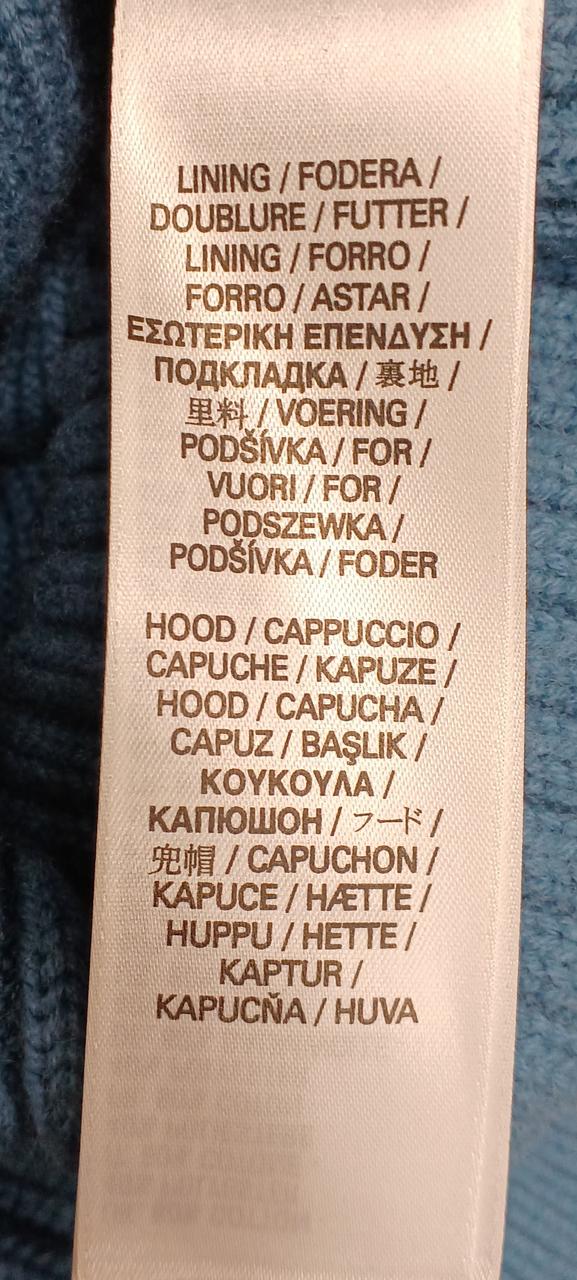 LINING / FODERA /
DOUBLURE / FUTTER /
LINING / FORRO /
FORRO / ASTAR /
ΕΣΩΤΕΡΙΚΗ ΕΠΕΝΔΥΣΗ /
ПОДКЛАДКА / 裏地 /
里料 / VOERING /
PODŠÍVKA / FOR /
VUORI / FOR /
PODSZEWKA /
PODŠÍVKA / FODER
HOOD / CAPPUCCIO /
CAPUCHE / KAPUZE /
HOOD / CAPUCHA /
CAPUZ / BAŞLIK /
ΚΟΥΚΟΥΛΑ /
КАПЮШОН / フード /
兜帽 / CAPUCHON /
KAPUCE / HÆTTE /
HUPPU / HETTE /
KAPTUR /
KAPUCŇA / HUVA